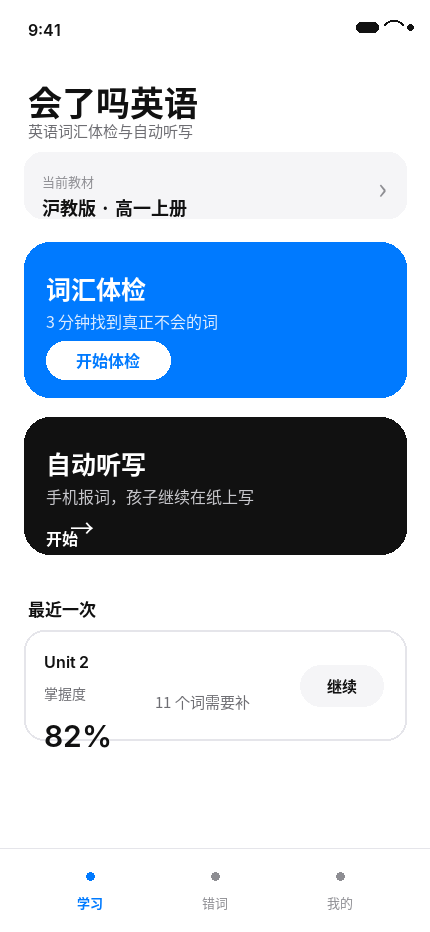 9:41
会了吗英语
英语词汇体检与自动听写
当前教材
沪教版 · 高一上册
词汇体检
3 分钟找到真正不会的词
开始体检
自动听写
手机报词，孩子继续在纸上写
开始→
最近一次
Unit 2
掌握度
11 个词需要补
继续
82%
学习
错词
我的